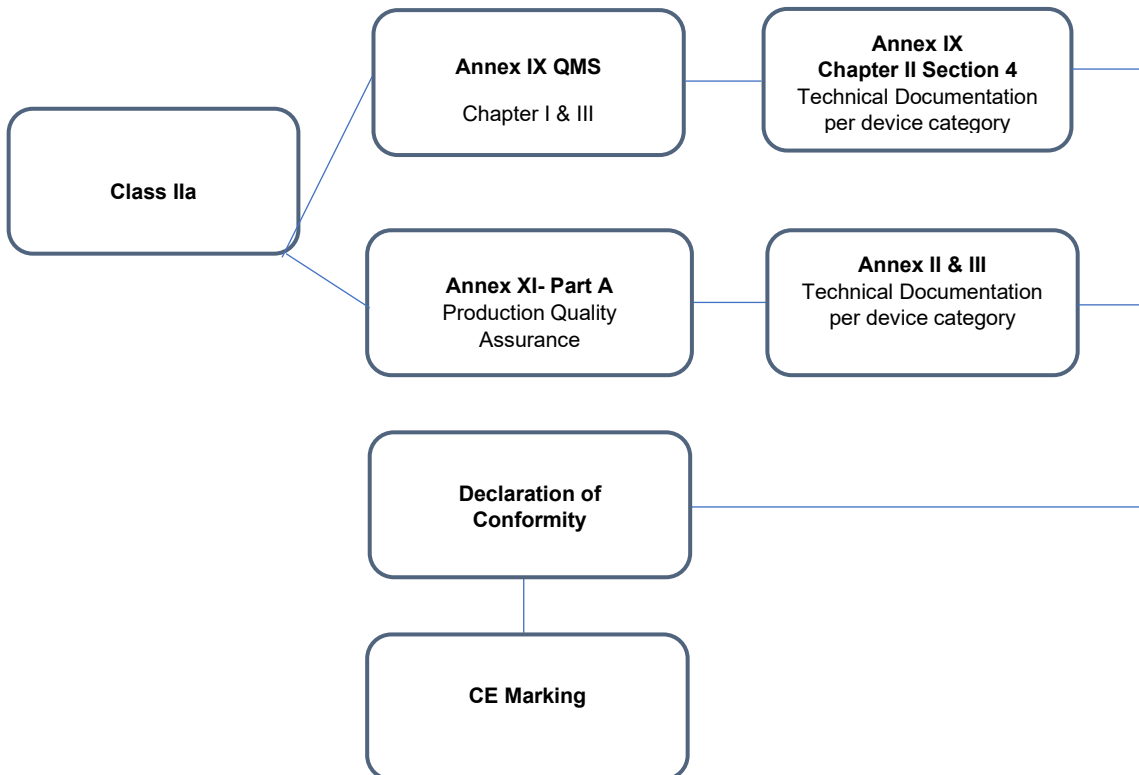 Class IIa
Annex IX QMS
Chapter I & III
Annex IX
Chapter II Section 4
Technical Documentation
per device category
Annex XI- Part A
Production Quality
Assurance
Annex II & III
Technical Documentation
per device category
Declaration of
Conformity
CE Marking